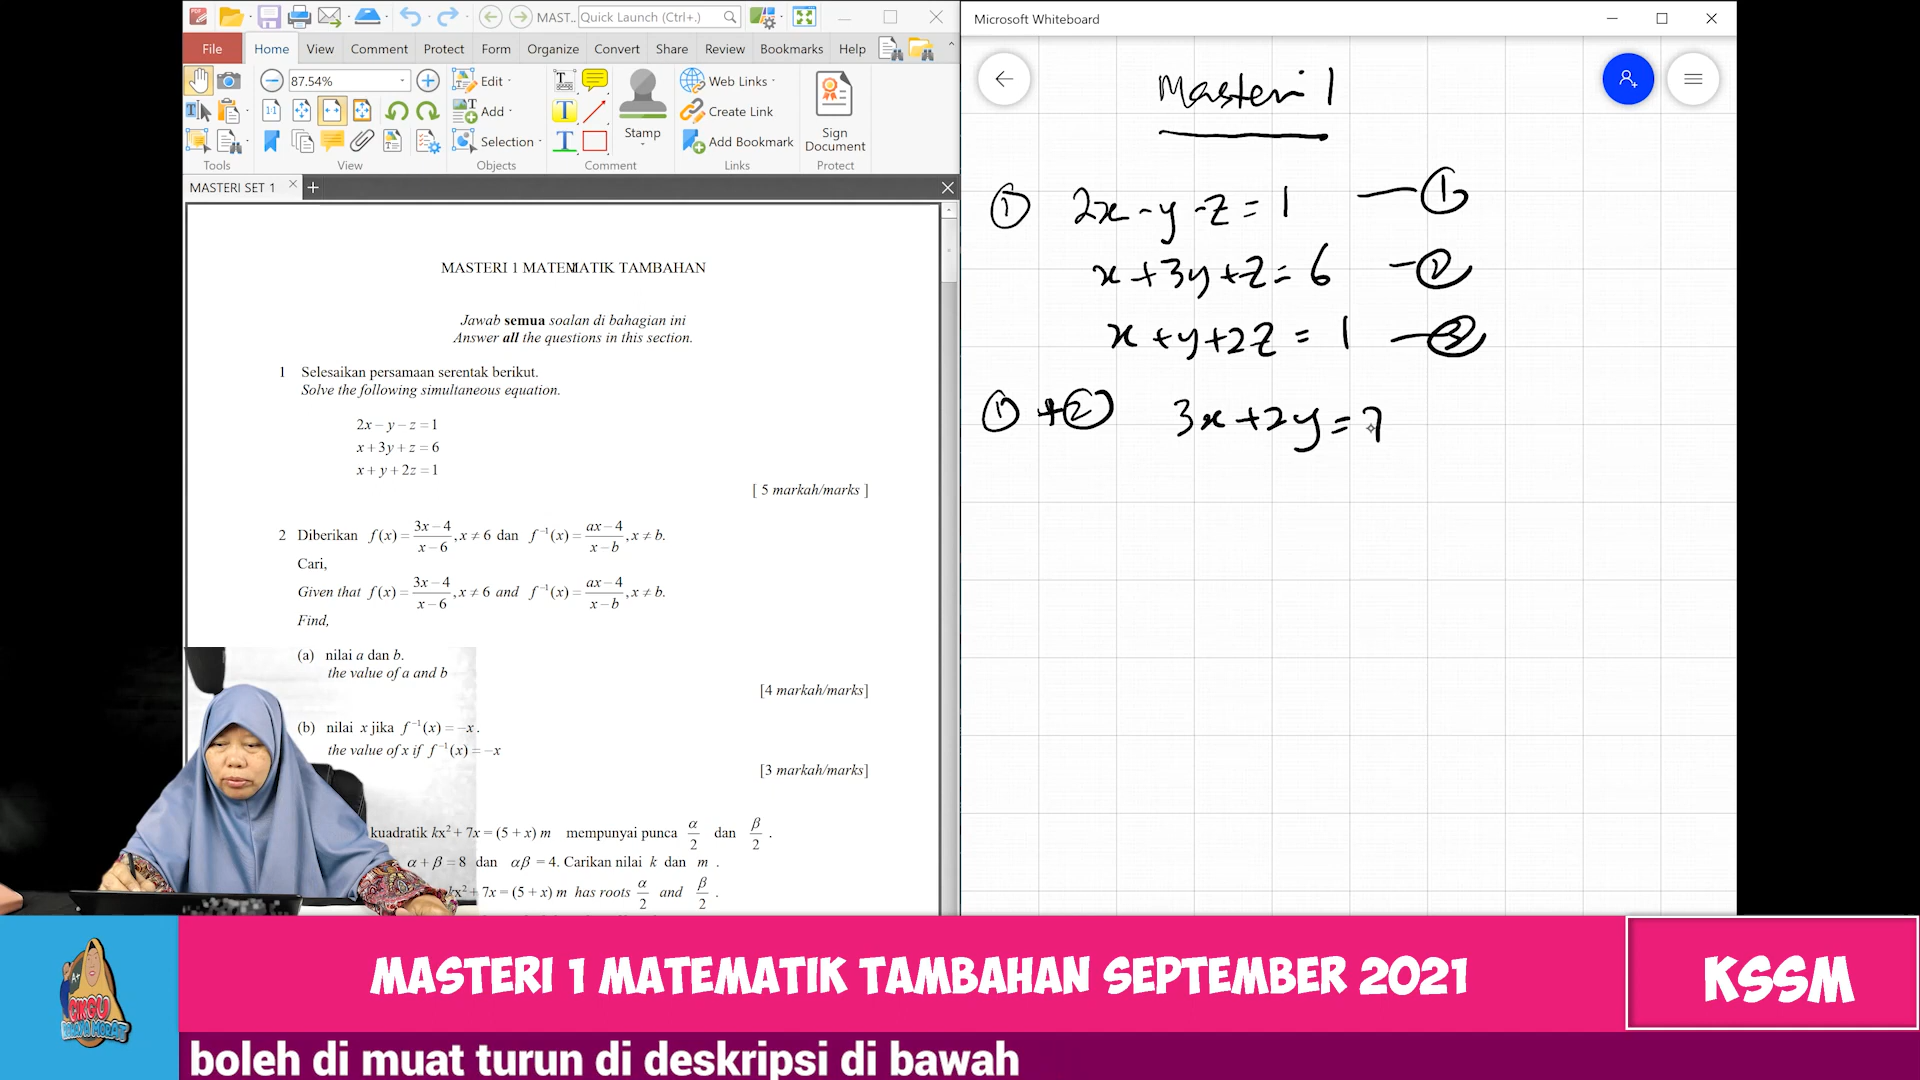 MAST..
Quick Launch (Ctrl+.)
File Home View Comment Protect Form Organize Convert Share Review Bookmarks Help
87.54%
Edit
Add
Selection
Stamp
Web Links
Create Link
Add Bookmark
Sign Document
Tools View Objects Comment Links Protect
MASTERI SET 1
MASTERI 1 MATEMATIK TAMBAHAN
Jawab semua soalan di bahagian ini
Answer all the questions in this section.
1 Selesaikan persamaan serentak berikut.
Solve the following simultaneous equation.
2x − y − z = 1
x + 3y + z = 6
x + y + 2z = 1
[ 5 markah/marks ]
2 Diberikan f(x) = (3x − 4)/(x − 6), x ≠ 6 dan f⁻¹(x) = (ax − 4)/(x − b), x ≠ b.
Cari,
Given that f(x) = (3x − 4)/(x − 6), x ≠ 6 and f⁻¹(x) = (ax − 4)/(x − b), x ≠ b.
Find,
(a) nilai a dan b.
the value of a and b
[4 markah/marks]
(b) nilai x jika f⁻¹(x) = −x.
the value of x if f⁻¹(x) = −x
[3 markah/marks]
kuadratik kx² + 7x = (5 + x) m mempunyai punca α/2 dan β/2 .
α + β = 8 dan αβ = 4. Carikan nilai k dan m .
kx² + 7x = (5 + x) m has roots α/2 and β/2 .
Microsoft Whiteboard
Masteri 1
① 2x - y - z = 1 — ①
x + 3y + z = 6 — ②
x + y + 2z = 1 — ③
① + ② 3x + 2y = 7
MASTERI 1 MATEMATIK TAMBAHAN SEPTEMBER 2021
KSSM
boleh di muat turun di deskripsi di bawah